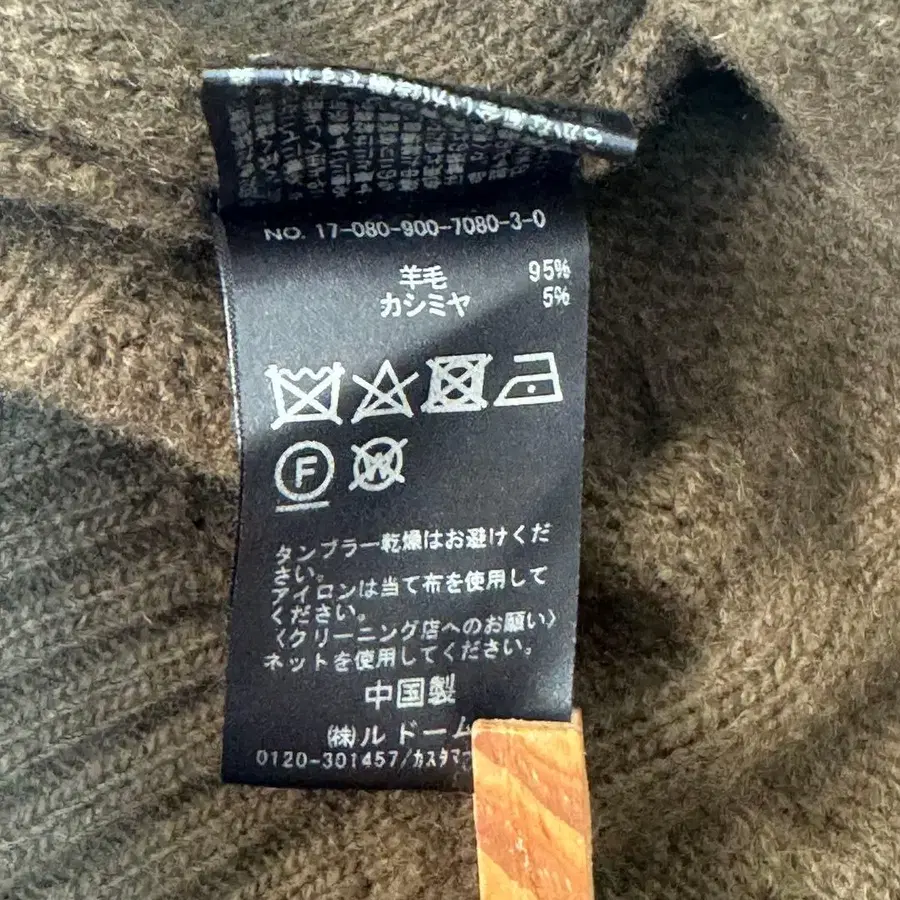 NO. 17-080-900-7080-3-0
羊毛 95%
カシミヤ 5%
F
W
タンブラー乾燥はお避けくだ
さい。
アイロンは当て布を使用して
ください。
〈クリーニング店へのお願い〉
ネットを使用してください。
中国製
(株)ル ドーム
0120-301457/カスタマ